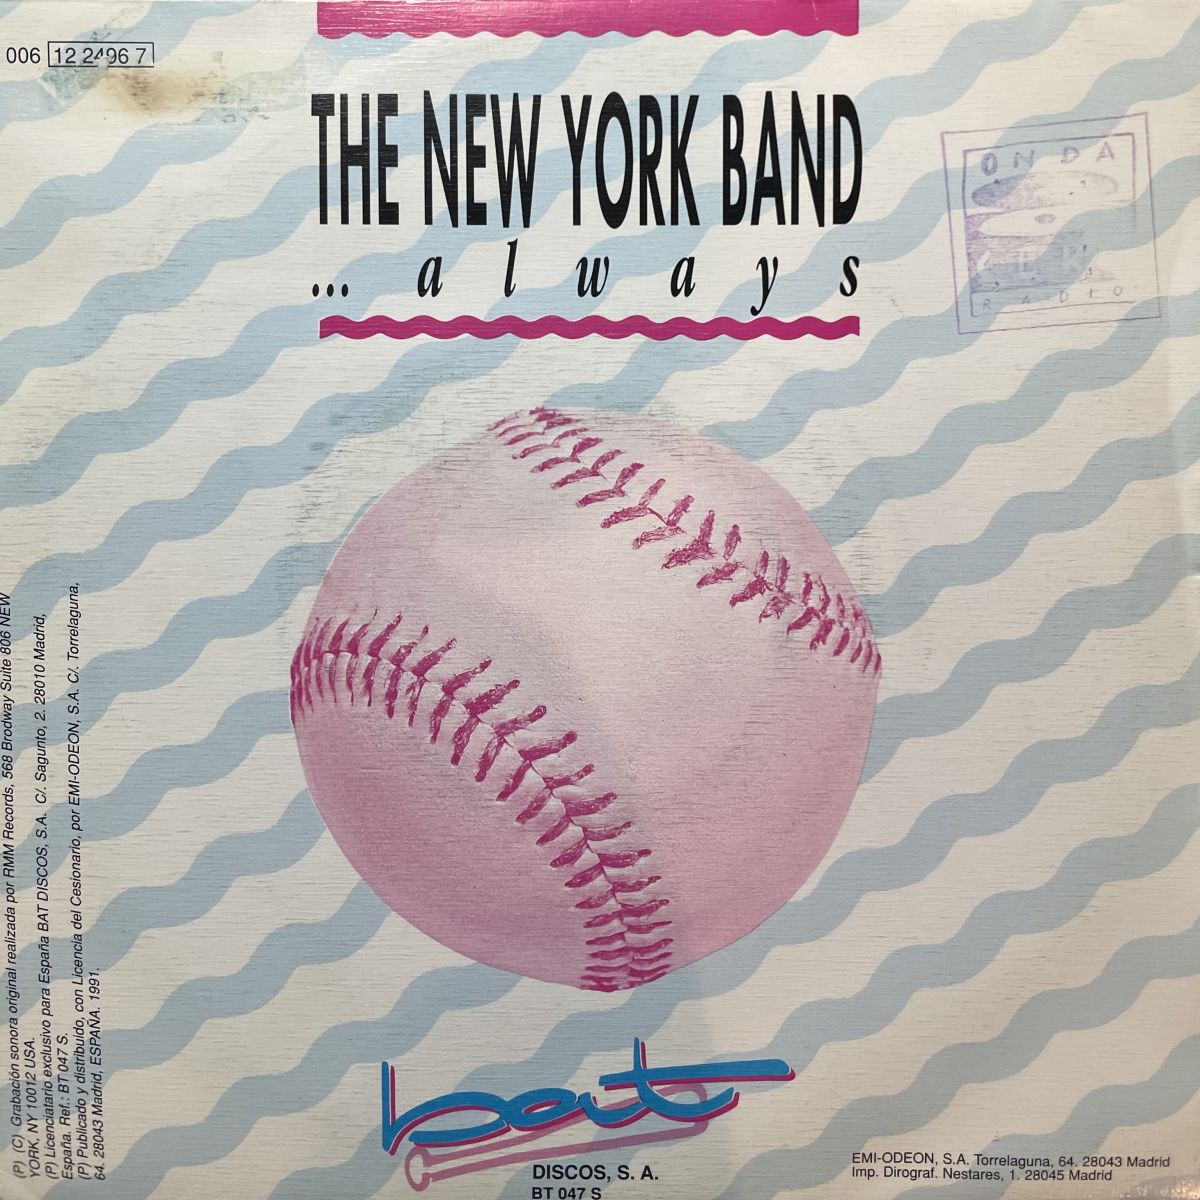 006 12 2496 7
THE NEW YORK BAND
...always
ONDA
CERO
RADIO
(P) (C) Grabación sonora original realizada por RMM Records, 568 Brodway Suite 806 NEW
YORK, NY 10012 USA.
(P) Licenciatario exclusivo para España BAT DISCOS, S.A. C/. Sagunto, 2. 28010 Madrid,
España. Ref.: BT 047 S.
(P) Publicado y distribuido, con Licencia del Cesionario, por EMI-ODEON, S.A. C/. Torrelaguna,
64. 28043 Madrid, ESPAÑA. 1991.
bat
DISCOS, S. A.
BT 047 S
EMI-ODEON, S.A. Torrelaguna, 64. 28043 Madrid
Imp. Dirograf. Nestares, 1. 28045 Madrid